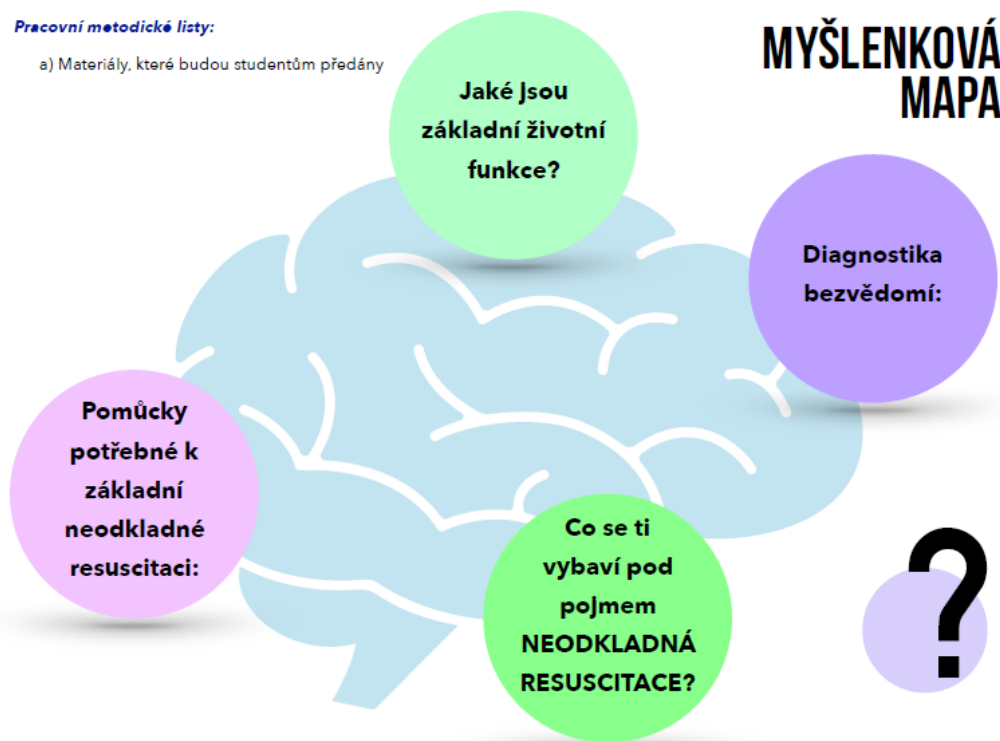 Pracovní metodické listy:
a) Materiály, které budou studentům předány
MYŠLENKOVÁ
MAPA
Jaké jsou
základní životní
funkce?
Diagnostika
bezvědomí:
Pomůcky
potřebné k
základní
neodkladné
resuscitaci:
Co se ti
vybaví pod
pojmem
NEODKLADNÁ
RESUSCITACE?
?